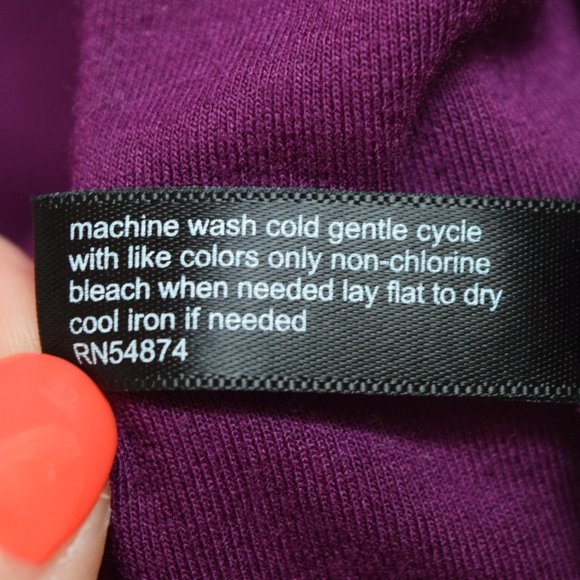 machine wash cold gentle cycle
with like colors only non-chlorine
bleach when needed lay flat to dry
cool iron if needed
RN54874